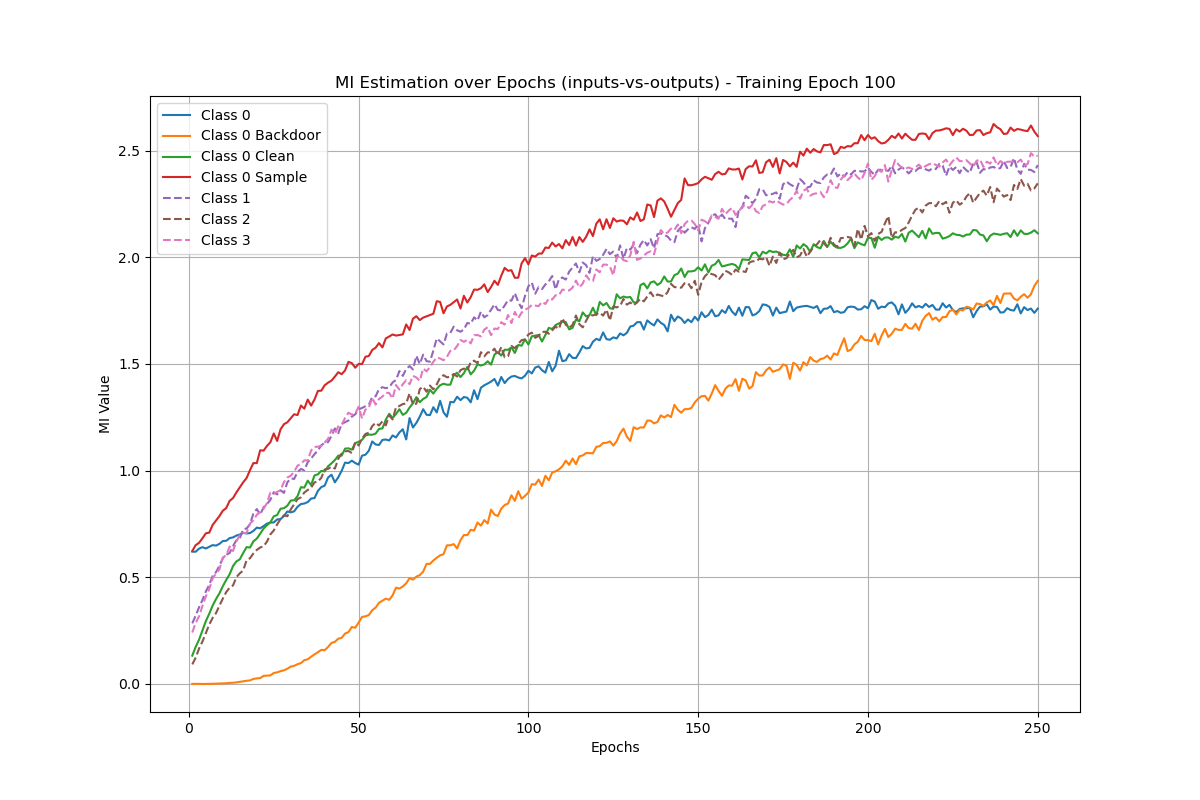 MI Estimation over Epochs (inputs-vs-outputs) - Training Epoch 100
Class 0
Class 0 Backdoor
Class 0 Clean
Class 0 Sample
Class 1
Class 2
Class 3
MI Value
2.5
2.0
1.5
1.0
0.5
0.0
0 50 100 150 200 250
Epochs